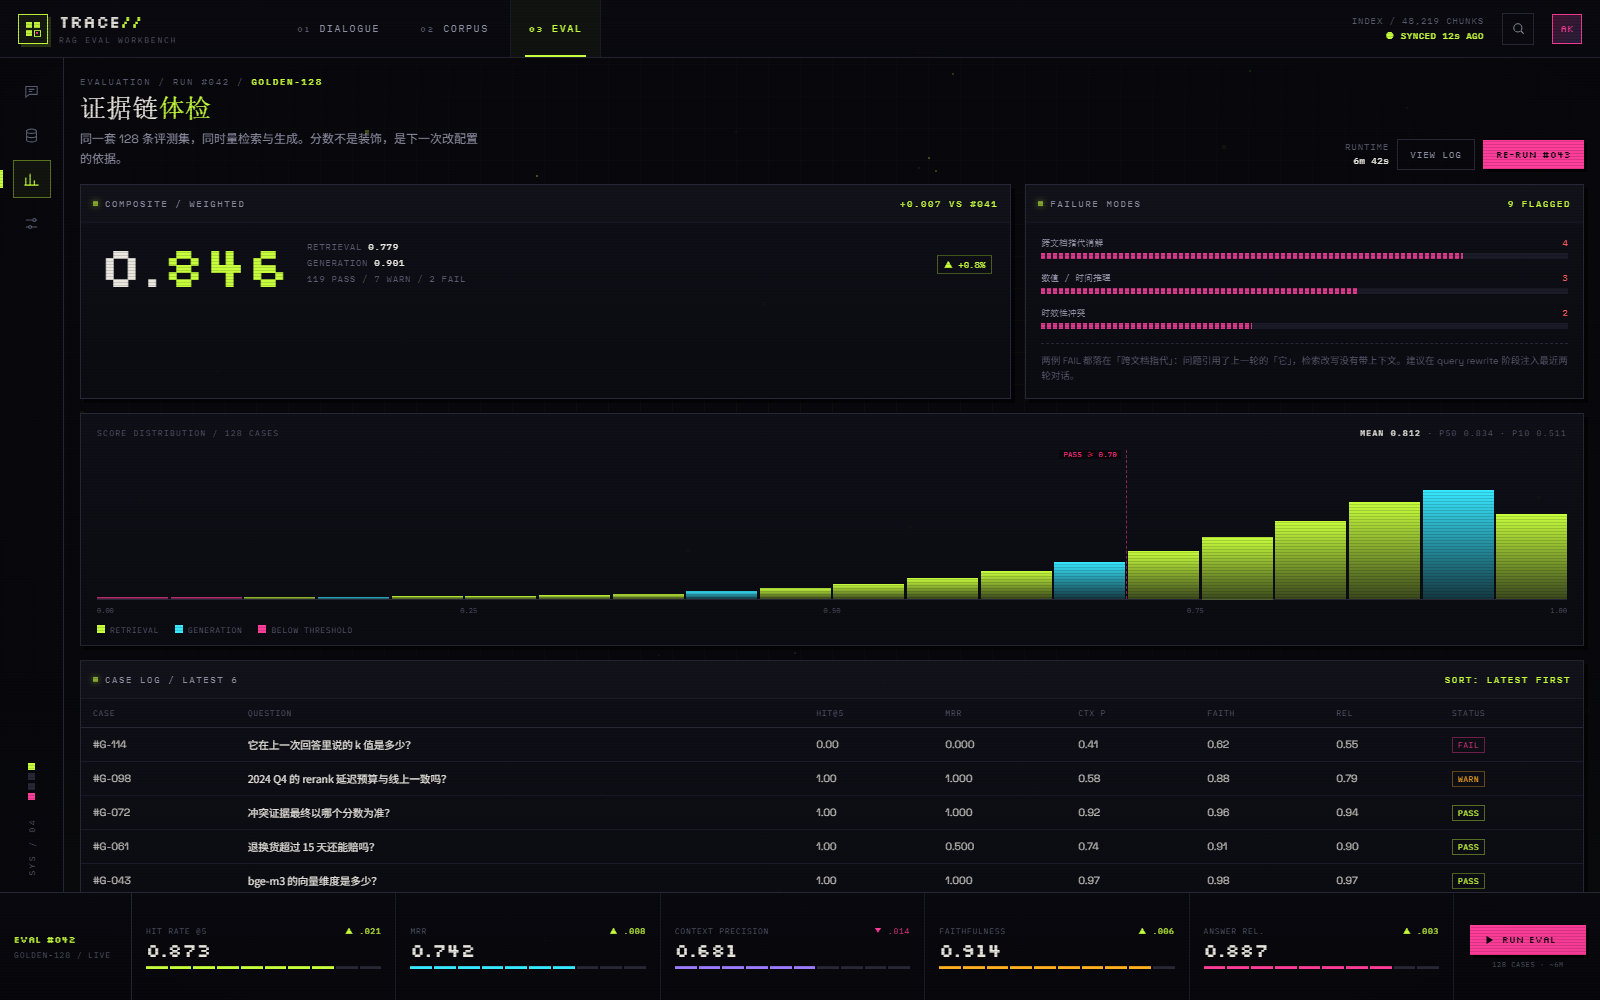 TRACE//
RAG EVAL WORKBENCH
01 DIALOGUE
02 CORPUS
03 EVAL
INDEX / 48,219 CHUNKS
SYNCED 12s AGO
AK
EVALUATION / RUN #042 / GOLDEN-128
证据链体检
同一套 128 条评测集，同时量检索与生成。分数不是装饰，是下一次改配置
的依据。
RUNTIME
6m 42s
VIEW LOG
RE-RUN #043
COMPOSITE / WEIGHTED
+0.007 VS #041
0.846
RETRIEVAL 0.779
GENERATION 0.901
119 PASS / 7 WARN / 2 FAIL
▲ +0.8%
FAILURE MODES
9 FLAGGED
跨文档指代消解
4
数值 / 时间推理
3
时效性冲突
2
两例 FAIL 都落在「跨文档指代」：问题引用了上一轮的「它」，检索改写没有带上下文。建议在 query rewrite 阶段注入最近两
轮对话。
SCORE DISTRIBUTION / 128 CASES
MEAN 0.812 · P50 0.834 · P10 0.511
PASS ≥ 0.70
0.00
0.25
0.50
0.75
1.00
RETRIEVAL
GENERATION
BELOW THRESHOLD
CASE LOG / LATEST 6
SORT: LATEST FIRST
CASE QUESTION HIT@5 MRR CTX P FAITH REL STATUS
#G-114 它在上一次回答里说的 k 值是多少？ 0.00 0.000 0.41 0.62 0.55 FAIL
#G-098 2024 Q4 的 rerank 延迟预算与线上一致吗？ 1.00 1.000 0.58 0.88 0.79 WARN
#G-072 冲突证据最终以哪个分数为准？ 1.00 1.000 0.92 0.96 0.94 PASS
#G-061 退换货超过 15 天还能赔吗？ 1.00 0.500 0.74 0.91 0.90 PASS
#G-043 bge-m3 的向量维度是多少？ 1.00 1.000 0.97 0.98 0.97 PASS
SYS / 04
EVAL #042
GOLDEN-128 / LIVE
HIT RATE @5
▲ .021
0.873
MRR
▲ .008
0.742
CONTEXT PRECISION
▼ .014
0.681
FAITHFULNESS
▲ .006
0.914
ANSWER REL.
▲ .003
0.887
▶ RUN EVAL
128 CASES · ~6M